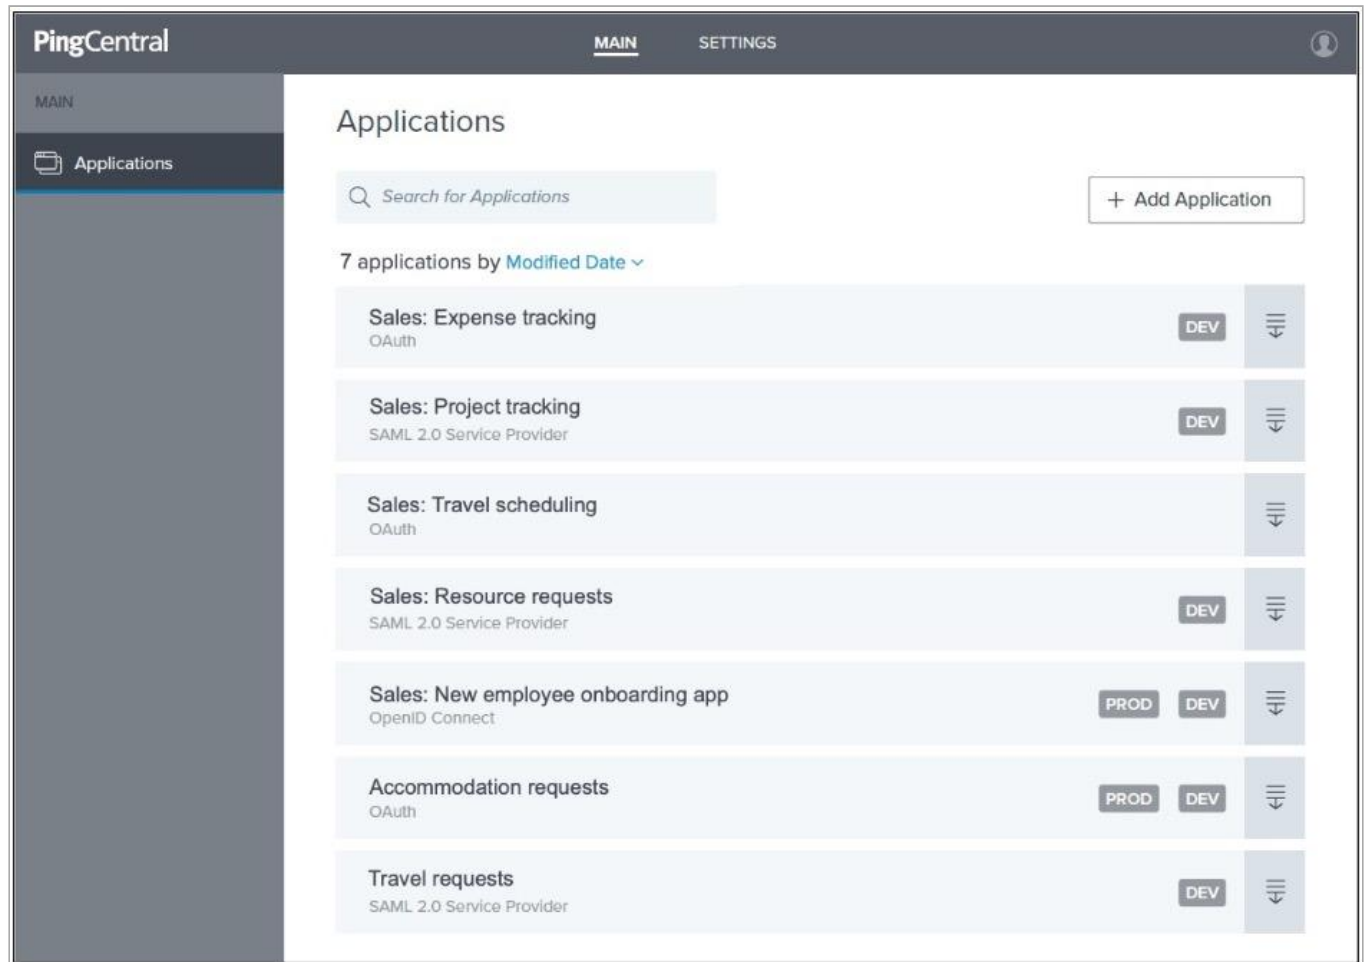 PingCentral MAIN SETTINGS
MAIN
Applications
Applications
Search for Applications
+ Add Application
7 applications by Modified Date
Sales: Expense tracking
OAuth
DEV
Sales: Project tracking
SAML 2.0 Service Provider
DEV
Sales: Travel scheduling
OAuth
Sales: Resource requests
SAML 2.0 Service Provider
DEV
Sales: New employee onboarding app
OpenID Connect
PROD DEV
Accommodation requests
OAuth
PROD DEV
Travel requests
SAML 2.0 Service Provider
DEV